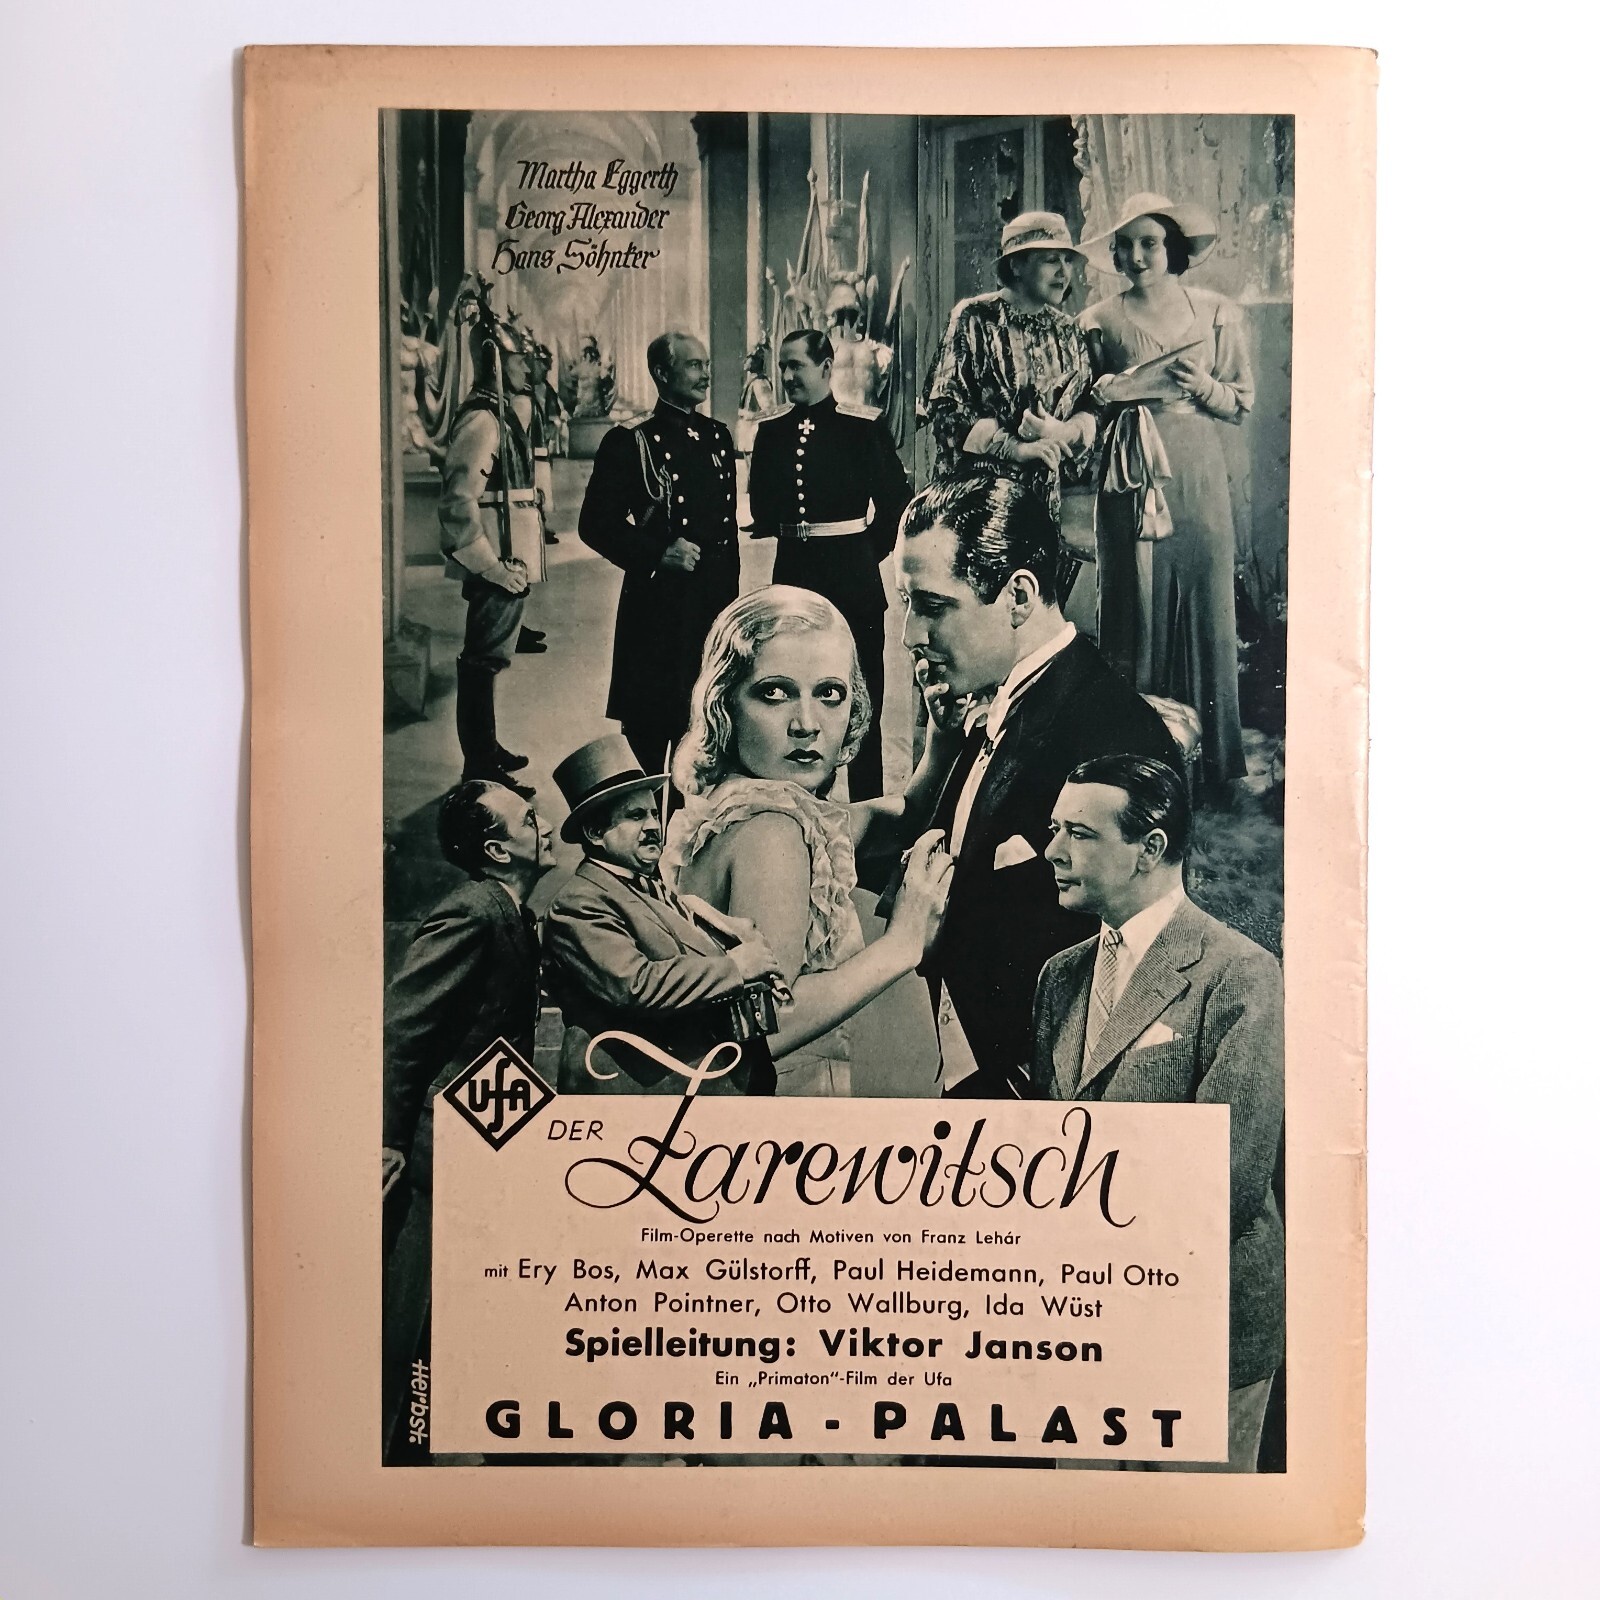 Martha Eggerth
Georg Alexander
Hans Söhnker
UfA
DER Zarewitsch
Film-Operette nach Motiven von Franz Lehár
mit Ery Bos, Max Gülstorff, Paul Heidemann, Paul Otto
Anton Pointner, Otto Wallburg, Ida Wüst
Spielleitung: Viktor Janson
Ein „Primaton"-Film der Ufa
GLORIA - PALAST
Herbst.